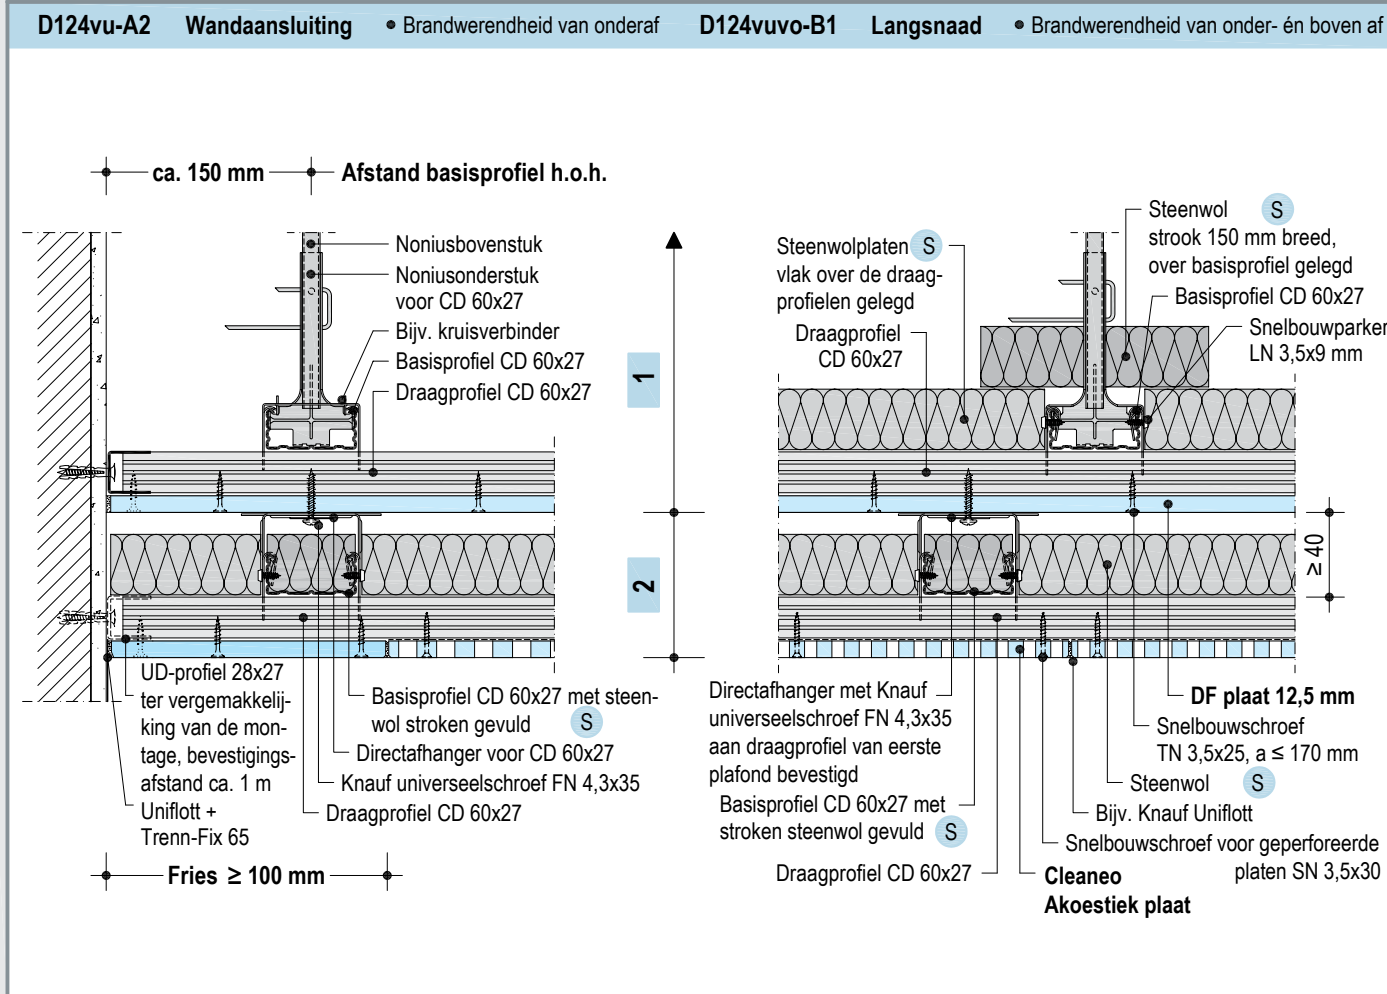 D124vu-A2 Wandaansluiting • Brandwerendheid van onderaf
D124vuvo-B1 Langsnaad • Brandwerendheid van onder- én boven af
ca. 150 mm
Afstand basisprofiel h.o.h.
Noniusbovenstuk
Noniusonderstuk
voor CD 60x27
Bijv. kruisverbinder
Basisprofiel CD 60x27
Draagprofiel CD 60x27
1
2
UD-profiel 28x27
ter vergemakkelij-
king van de mon-
tage, bevestigings-
afstand ca. 1 m
Uniflott +
Trenn-Fix 65
Basisprofiel CD 60x27 met steen-
wol stroken gevuld S
Directafhanger voor CD 60x27
Knauf universeelschroef FN 4,3x35
Draagprofiel CD 60x27
Fries ≥ 100 mm
Steenwolplaten S
vlak over de draag-
profielen gelegd
Draagprofiel
CD 60x27
Steenwol S
strook 150 mm breed,
over basisprofiel gelegd
Basisprofiel CD 60x27
Snelbouwparker
LN 3,5x9 mm
≥ 40
Directafhanger met Knauf
universeelschroef FN 4,3x35
aan draagprofiel van eerste
plafond bevestigd
Basisprofiel CD 60x27 met
stroken steenwol gevuld S
Draagprofiel CD 60x27
DF plaat 12,5 mm
Snelbouwschroef
TN 3,5x25, a ≤ 170 mm
Steenwol S
Bijv. Knauf Uniflott
Snelbouwschroef voor geperforeerde
platen SN 3,5x30
Cleaneo
Akoestiek plaat